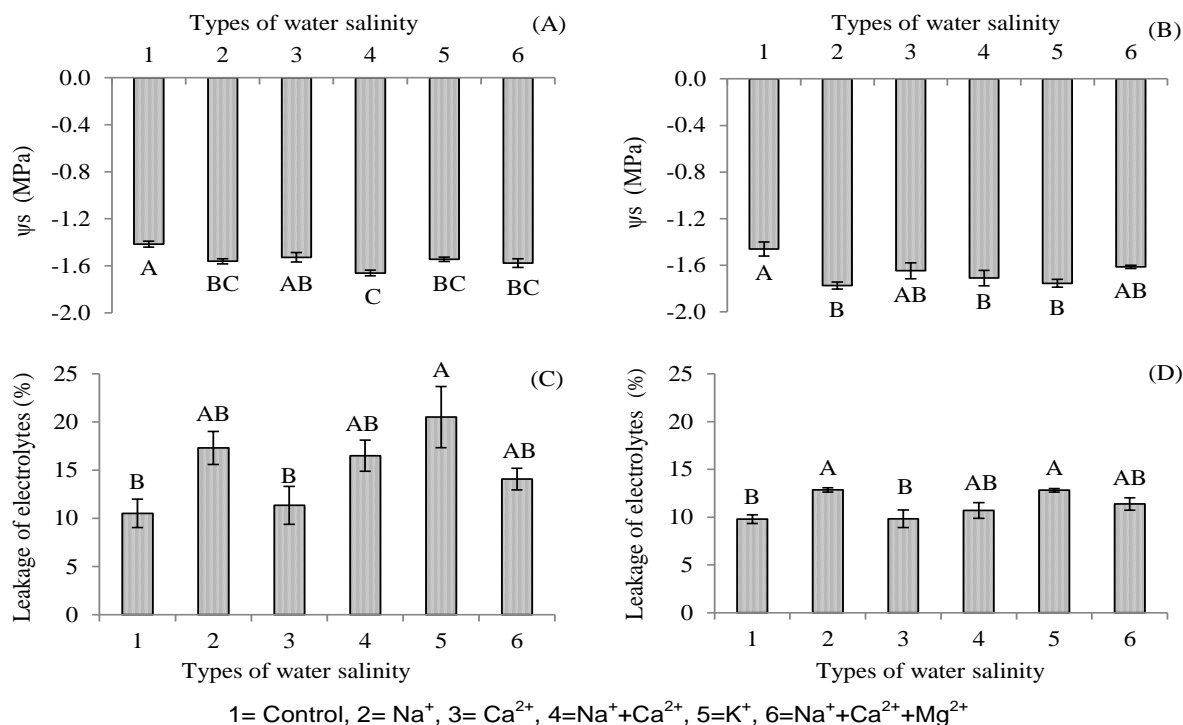 Types of water salinity
(A)
1 2 3 4 5 6
0.0
-0.4
-0.8
-1.2
-1.6
-2.0
ψs (MPa)
A BC AB C BC BC
Types of water salinity
(B)
1 2 3 4 5 6
0.0
-0.4
-0.8
-1.2
-1.6
-2.0
ψs (MPa)
A B AB B B AB
(C)
25
20
15
10
5
0
Leakage of electrolytes (%)
B AB B AB A AB
1 2 3 4 5 6
Types of water salinity
(D)
25
20
15
10
5
0
Leakage of electrolytes (%)
B A B AB A AB
1 2 3 4 5 6
Types of water salinity
1= Control, 2= Na⁺, 3= Ca²⁺, 4=Na⁺+Ca²⁺, 5=K⁺, 6=Na⁺+Ca²⁺+Mg²⁺